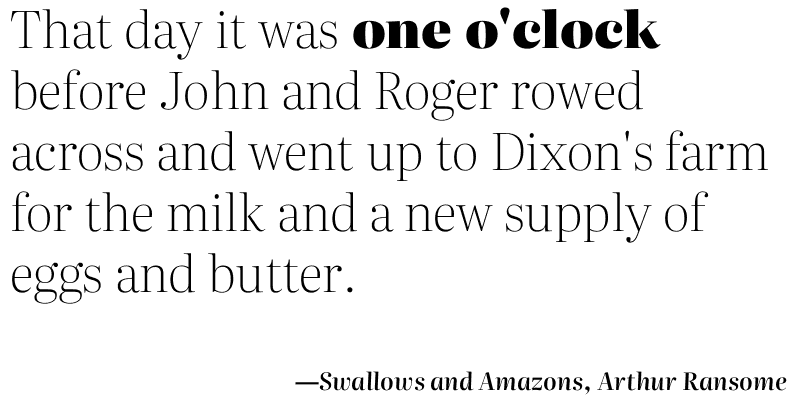 That day it was one o'clock
before John and Roger rowed
across and went up to Dixon's farm
for the milk and a new supply of
eggs and butter.
—Swallows and Amazons, Arthur Ransome